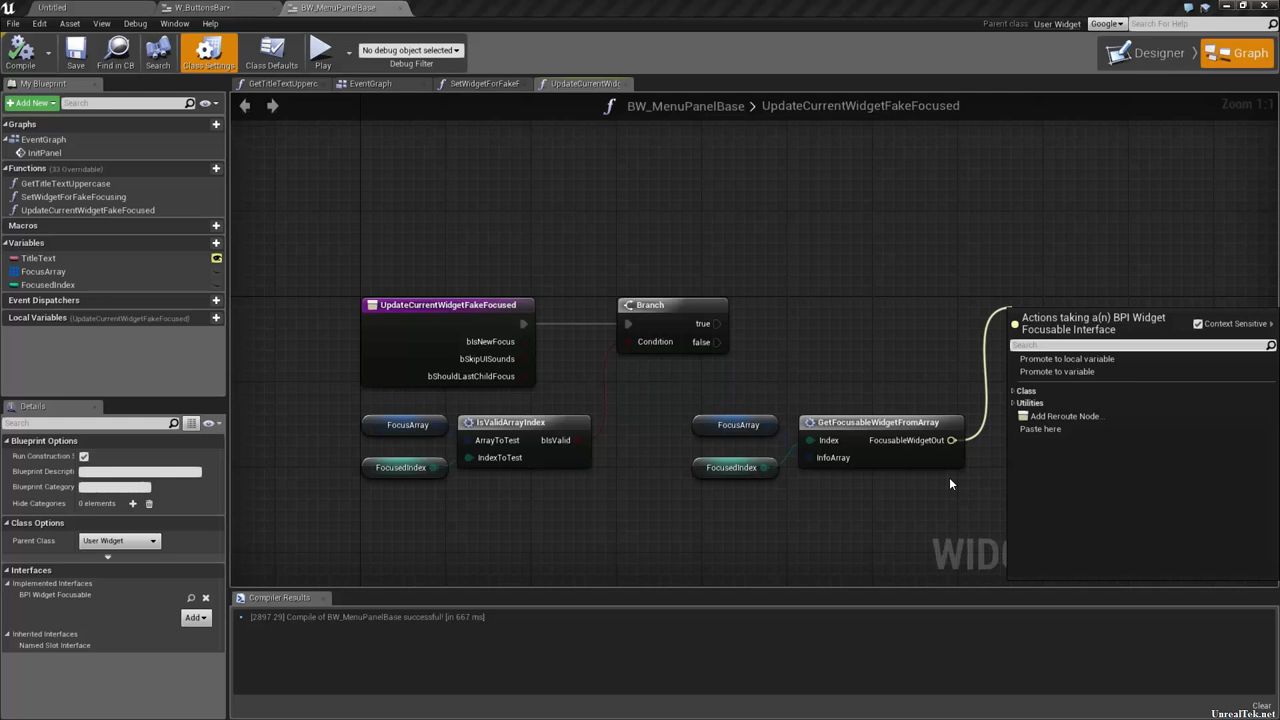 Untitled
W_ButtonsBar*
BW_MenuPanelBase
File Edit Asset View Debug Window Help
Parent class: User Widget
Google Search For Help
Compile
Save
Find in CB
Search
Class Settings
Class Defaults
Play
No debug object selected
Debug Filter
Designer
Graph
My Blueprint
Add New
Search
Graphs
EventGraph
InitPanel
Functions (33 Overridable)
GetTitleTextUppercase
SetWidgetForFakeFocusing
UpdateCurrentWidgetFakeFocused
Macros
Variables
TitleText
FocusArray
FocusedIndex
Event Dispatchers
Local Variables (UpdateCurrentWidgetFakeFocused)
Details
Search
Blueprint Options
Run Construction S
Blueprint Descripti
Blueprint Category
Hide Categories 0 elements
Class Options
Parent Class User Widget
Interfaces
Implemented Interfaces
BPI Widget Focusable
Add
Inherited Interfaces
Named Slot Interface
GetTitleTextUpperc
EventGraph
SetWidgetForFakeF
UpdateCurrentWidg
BW_MenuPanelBase > UpdateCurrentWidgetFakeFocused
Zoom 1:1
UpdateCurrentWidgetFakeFocused
bIsNewFocus
bSkipUISounds
bShouldLastChildFocus
Branch
true
Condition false
FocusArray
FocusedIndex
IsValidArrayIndex
ArrayToTest bIsValid
IndexToTest
FocusArray
FocusedIndex
GetFocusableWidgetFromArray
Index FocusableWidgetOut
InfoArray
Actions taking a(n) BPI Widget
Focusable Interface
Context Sensitive
Search
Promote to local variable
Promote to variable
Class
Utilities
Add Reroute Node...
Paste here
WIDG
Compiler Results
[2897.29] Compile of BW_MenuPanelBase successful! [in 667 ms]
Clear
UnrealTek.net